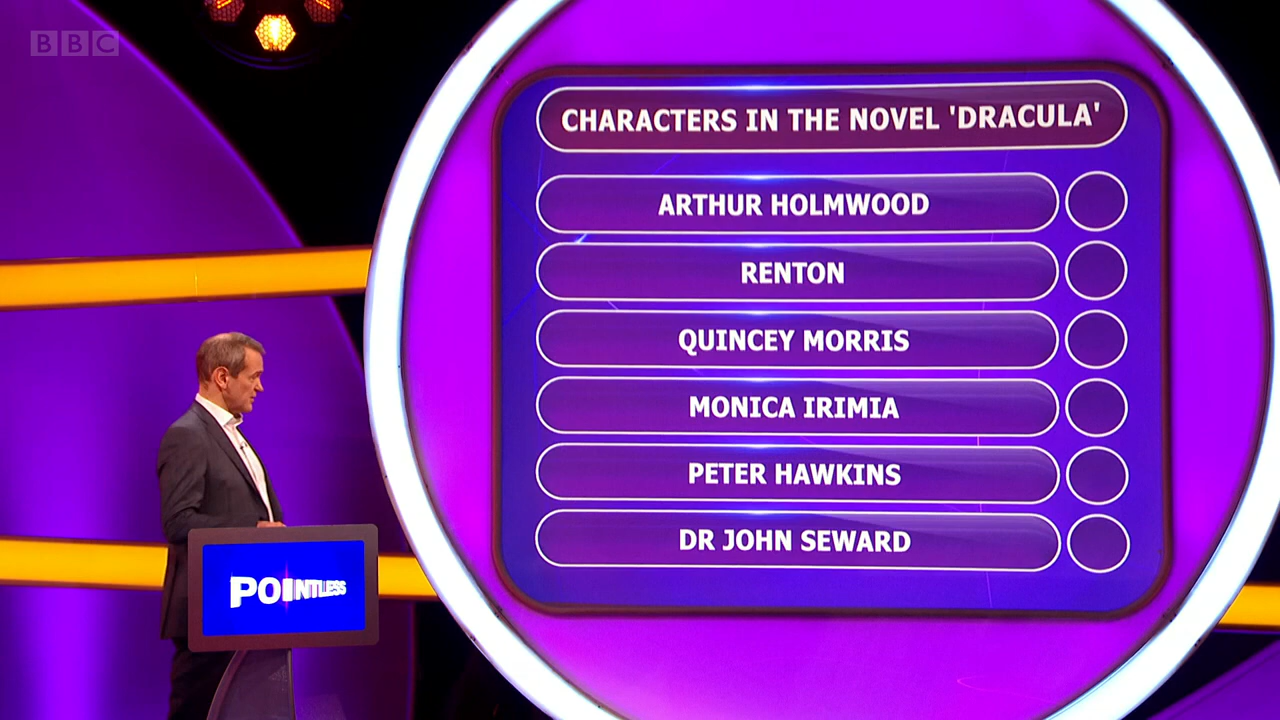 BBC
CHARACTERS IN THE NOVEL 'DRACULA'
ARTHUR HOLMWOOD
RENTON
QUINCEY MORRIS
MONICA IRIMIA
PETER HAWKINS
DR JOHN SEWARD
POINTLESS